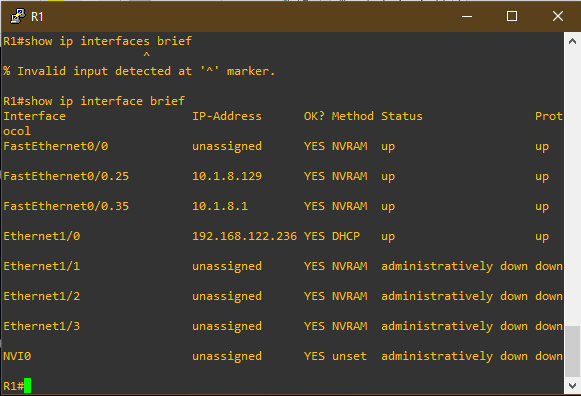 R1
R1#show ip interfaces brief
^
% Invalid input detected at '^' marker.
R1#show ip interface brief
Interface IP-Address OK? Method Status Prot
ocol
FastEthernet0/0 unassigned YES NVRAM up up
FastEthernet0/0.25 10.1.8.129 YES NVRAM up up
FastEthernet0/0.35 10.1.8.1 YES NVRAM up up
Ethernet1/0 192.168.122.236 YES DHCP up up
Ethernet1/1 unassigned YES NVRAM administratively down down
Ethernet1/2 unassigned YES NVRAM administratively down down
Ethernet1/3 unassigned YES NVRAM administratively down down
NVI0 unassigned YES unset administratively down down
R1#